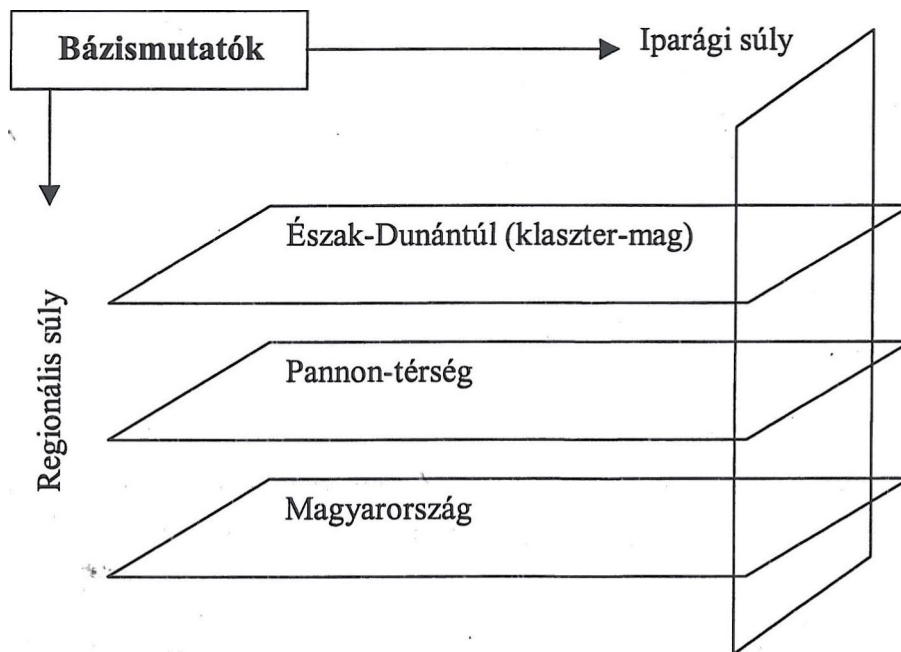 Bázismutatók
Iparági súly
Regionális súly
Észak-Dunántúl (klaszter-mag)
Pannon-térség
Magyarország